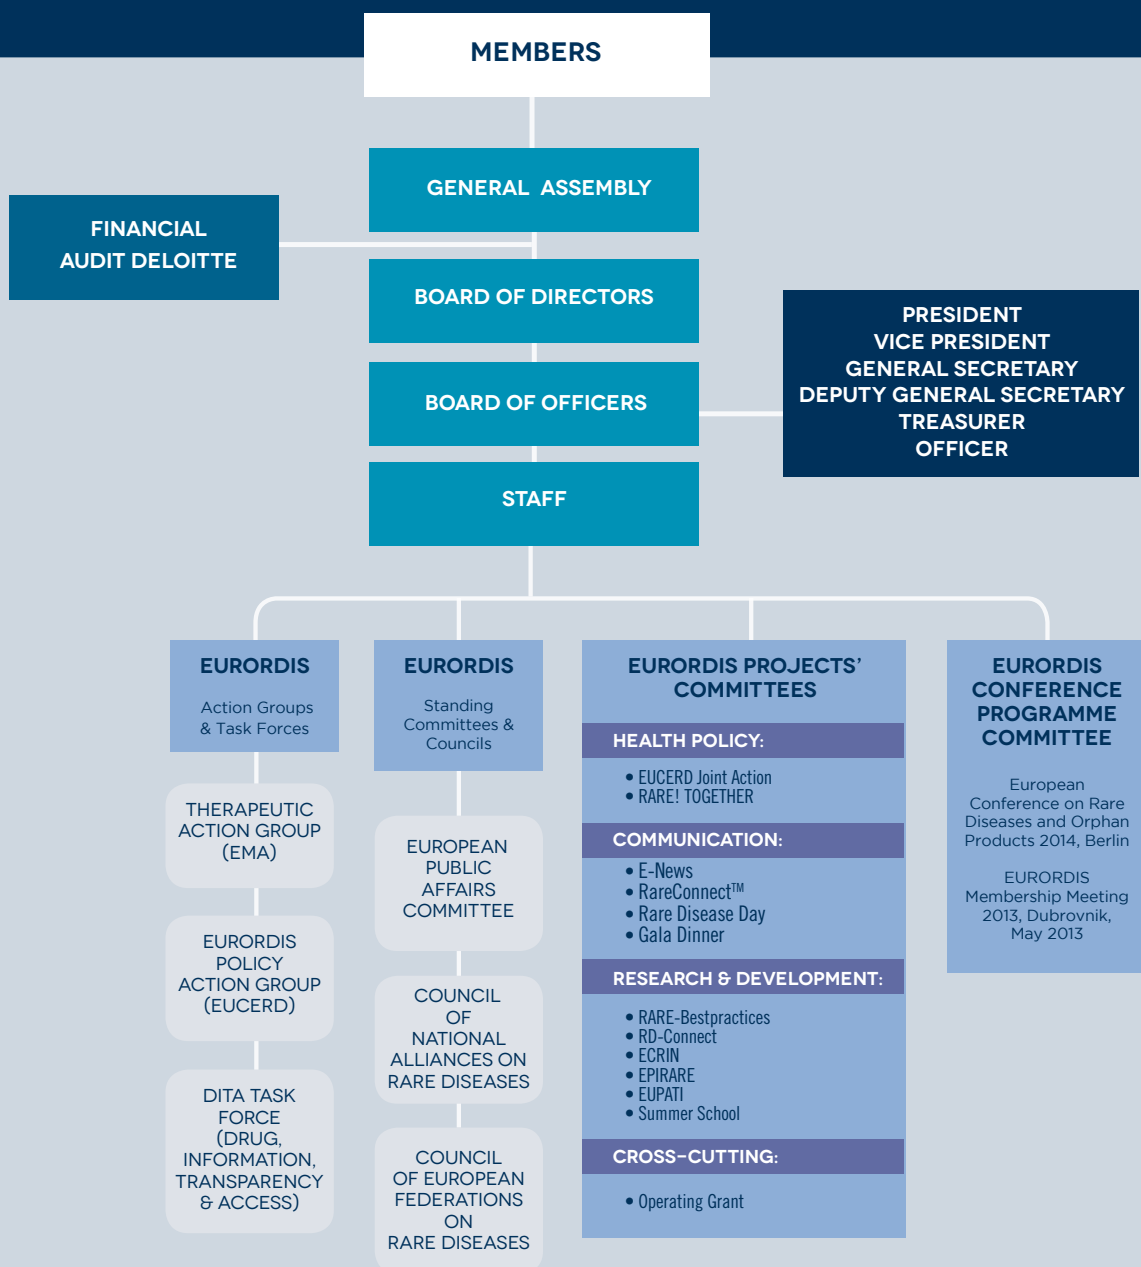 MEMBERS
GENERAL ASSEMBLY
FINANCIAL
AUDIT DELOITTE
BOARD OF DIRECTORS
PRESIDENT
VICE PRESIDENT
GENERAL SECRETARY
DEPUTY GENERAL SECRETARY
TREASURER
OFFICER
BOARD OF OFFICERS
STAFF
EURORDIS
Action Groups
& Task Forces
THERAPEUTIC
ACTION GROUP
(EMA)
EURORDIS
POLICY
ACTION GROUP
(EUCERD)
DITA TASK
FORCE
(DRUG,
INFORMATION,
TRANSPARENCY
& ACCESS)
EURORDIS
Standing
Committees &
Councils
EUROPEAN
PUBLIC
AFFAIRS
COMMITTEE
COUNCIL
OF
NATIONAL
ALLIANCES ON
RARE DISEASES
COUNCIL
OF EUROPEAN
FEDERATIONS
ON
RARE DISEASES
EURORDIS PROJECTS’
COMMITTEES
HEALTH POLICY:
• EUCERD Joint Action
• RARE! TOGETHER
COMMUNICATION:
• E-News
• RareConnect™
• Rare Disease Day
• Gala Dinner
RESEARCH & DEVELOPMENT:
• RARE-Bestpractices
• RD-Connect
• ECRIN
• EPIRARE
• EUPATI
• Summer School
CROSS-CUTTING:
• Operating Grant
EURORDIS
CONFERENCE
PROGRAMME
COMMITTEE
European
Conference on Rare
Diseases and Orphan
Products 2014, Berlin
EURORDIS
Membership Meeting
2013, Dubrovnik,
May 2013